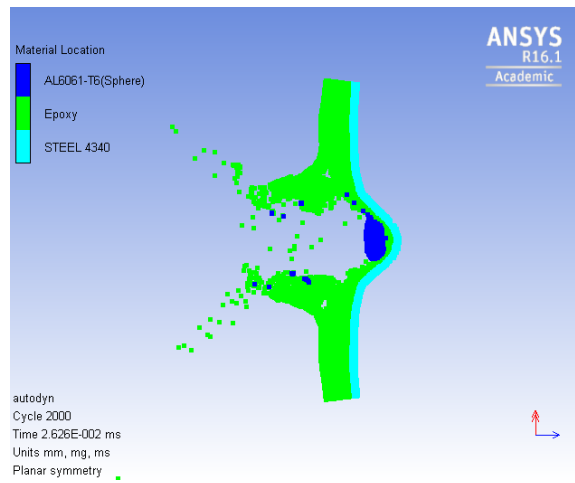 Material Location
AL6061-T6(Sphere)
Epoxy
STEEL 4340
ANSYS
R16.1
Academic
autodyn
Cycle 2000
Time 2.626E-002 ms
Units mm, mg, ms
Planar symmetry